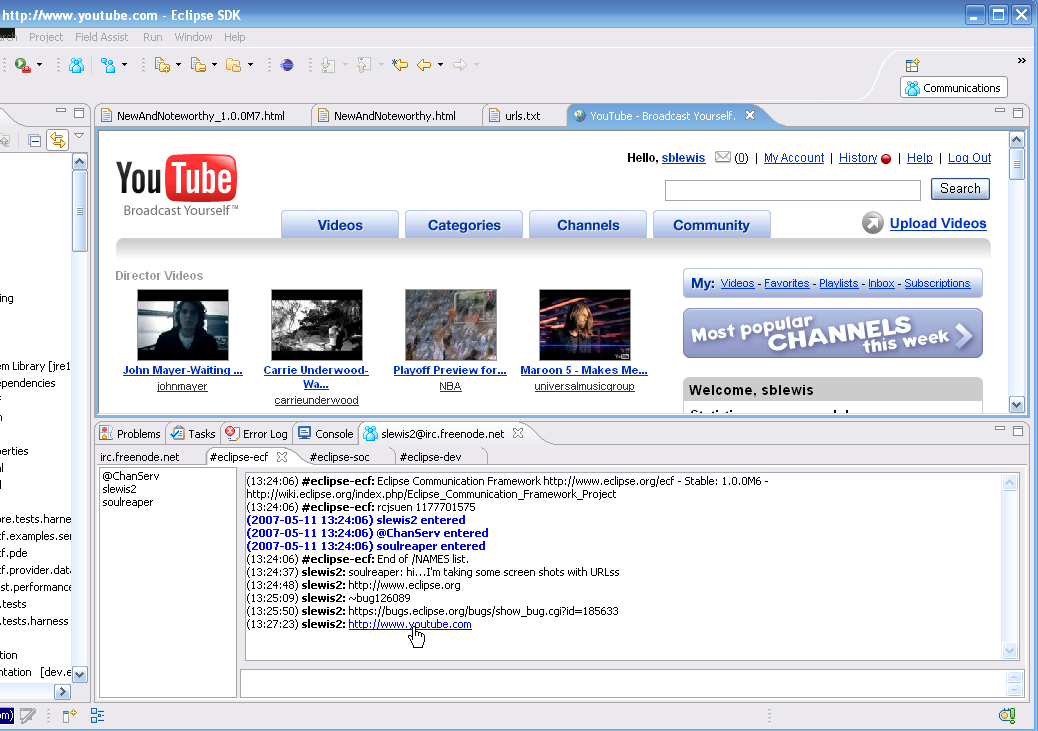 http://www.youtube.com - Eclipse SDK
Project Field Assist Run Window Help
»
Communications
NewAndNoteworthy_1.0.0M7.html NewAndNoteworthy.html urls.txt YouTube - Broadcast Yourself.
You Tube
Broadcast Yourself™
Hello, sblewis (0) | My Account | History | Help | Log Out
Search
Videos Categories Channels Community Upload Videos
Director Videos
My: Videos - Favorites - Playlists - Inbox - Subscriptions
Most popular CHANNELS this week
John Mayer-Waiting ...
johnmayer
Carrie Underwood-
Wa...
carrieunderwood
Playoff Preview for...
NBA
Maroon 5 - Makes Me...
universalmusicgroup
Welcome, sblewis
ing
em Library [jre1
ependencies
perties
ore.tests.harne
cf.examples.ser
cf.pde
cf.provider.data
st.performance
.tests
.tests.harness
tion
ntation [dev.e
om)
Problems Tasks Error Log Console slewis2@irc.freenode.net
irc.freenode.net #eclipse-ecf #eclipse-soc #eclipse-dev
@ChanServ
slewis2
soulreaper
(13:24:06) #eclipse-ecf: Eclipse Communication Framework http://www.eclipse.org/ecf - Stable: 1.0.0M6 -
http://wiki.eclipse.org/index.php/Eclipse_Communication_Framework_Project
(13:24:06) #eclipse-ecf: rcjsuen 1177701575
(2007-05-11 13:24:06) slewis2 entered
(2007-05-11 13:24:06) @ChanServ entered
(2007-05-11 13:24:06) soulreaper entered
(13:24:06) #eclipse-ecf: End of /NAMES list.
(13:24:37) slewis2: soulreaper: hi...I'm taking some screen shots with URLss
(13:24:48) slewis2: http://www.eclipse.org
(13:25:09) slewis2: ~bug126089
(13:25:50) slewis2: https://bugs.eclipse.org/bugs/show_bug.cgi?id=185633
(13:27:23) slewis2: http://www.youtube.com